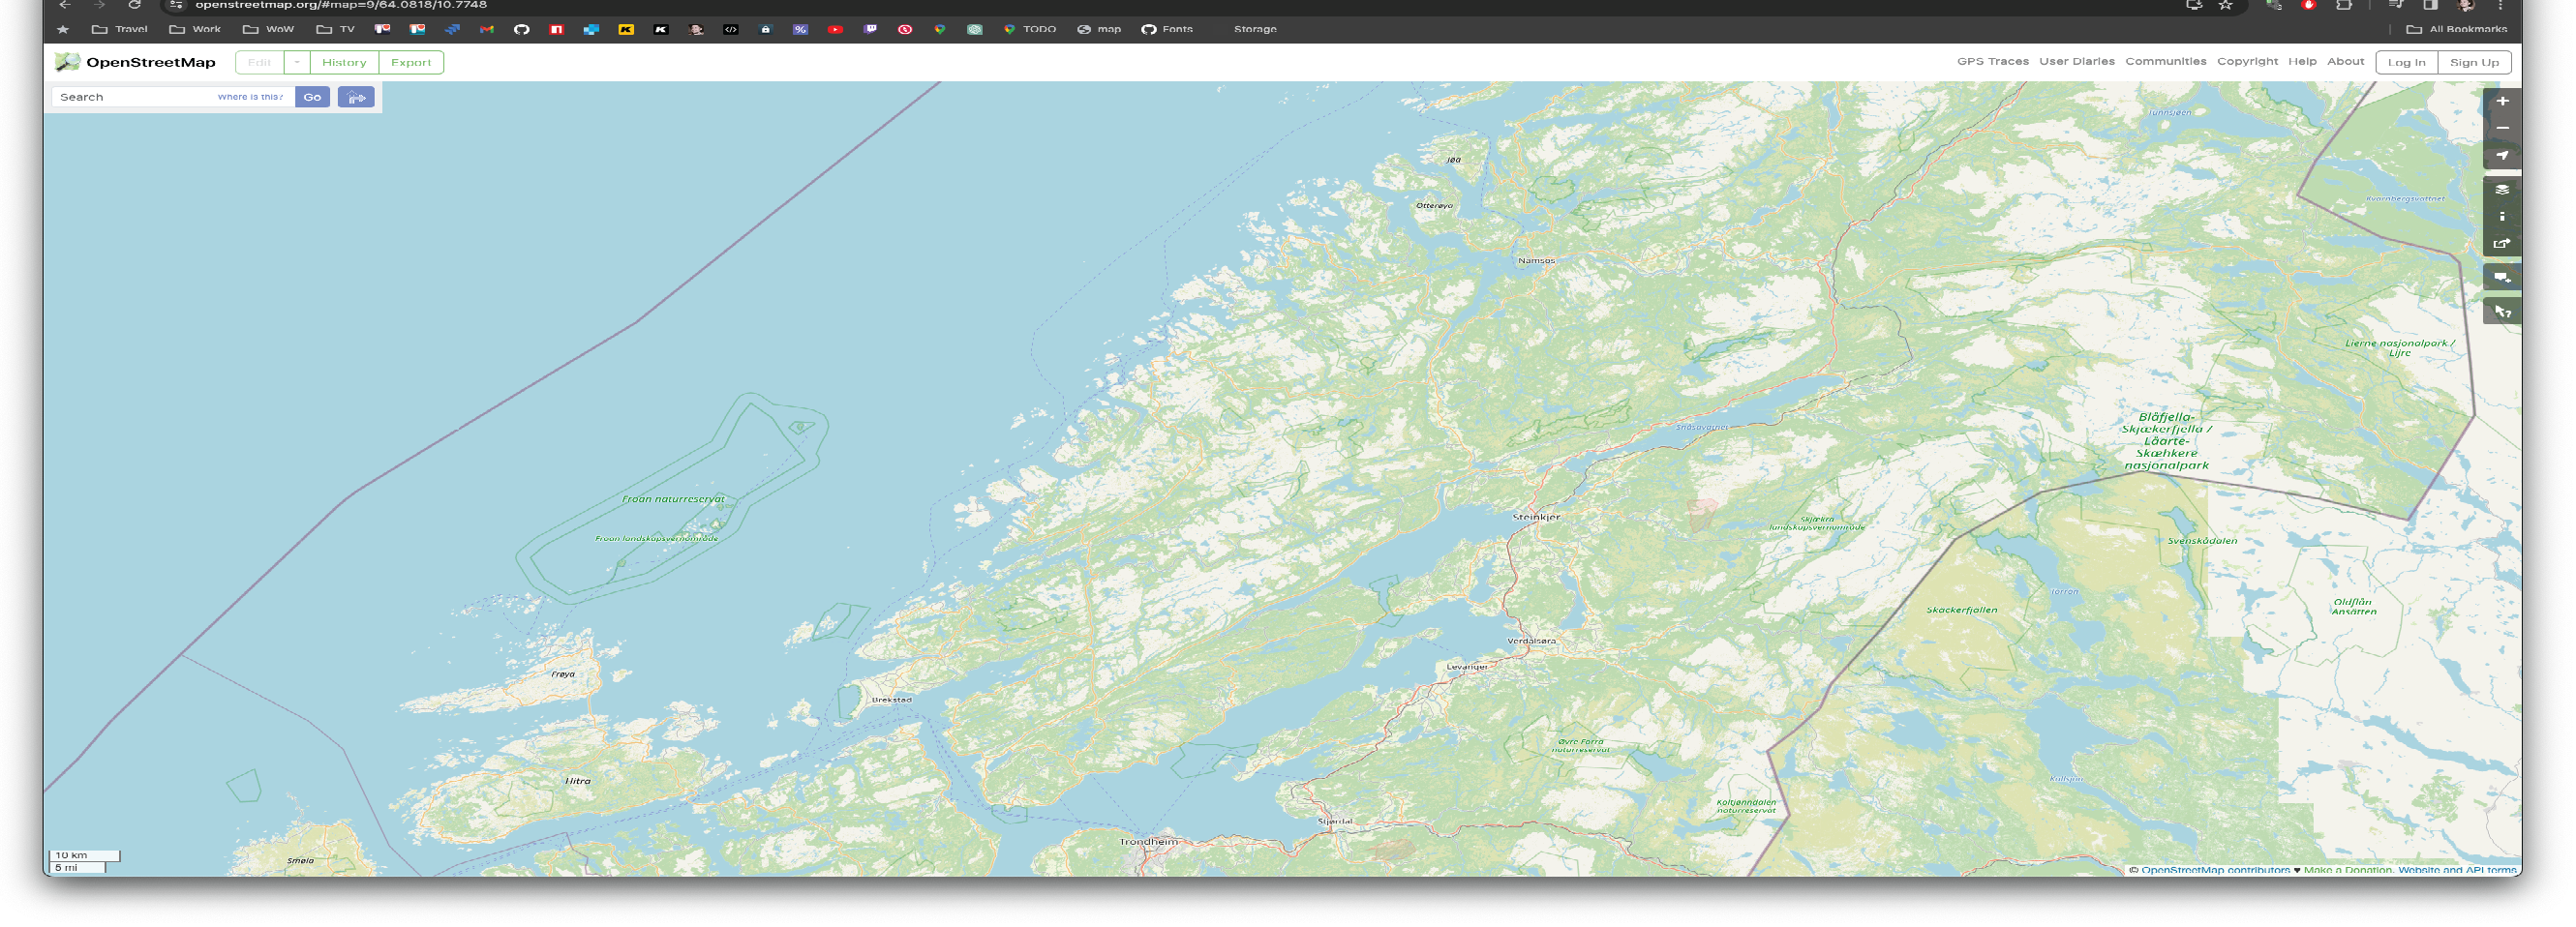 openstreetmap.org/#map=9/64.0818/10.7748
Travel Work WoW TV TODO map Fonts Storage All Bookmarks
OpenStreetMap Edit History Export GPS Traces User Diaries Communities Copyright Help About Log In Sign Up
Search Where is this? Go
Tunnsjøen
Jøa
Kvarnbergsvattnet
Otterøya
Namsos
Lierne nasjonalpark /
Lijre
Blåfjella-
Skjækerfjella /
Låarte-
Skæhkere
nasjonalpark
Snåsavatnet
Froan naturreservat
Steinkjer
Skjækra
landskapsvernområde
Froan landskapsvernområde
Svenskådalen
Torrön
Oldflån
Ansätten
Skäckerfjällen
Verdalsøra
Levanger
Frøya
Brekstad
Øvre Forra
naturreservat
Kallsjön
Hitra
Koltjønndalen
naturreservat
Stjørdal
Trondheim
Smøla
10 km
5 mi
© OpenStreetMap contributors ♥ Make a Donation. Website and API terms